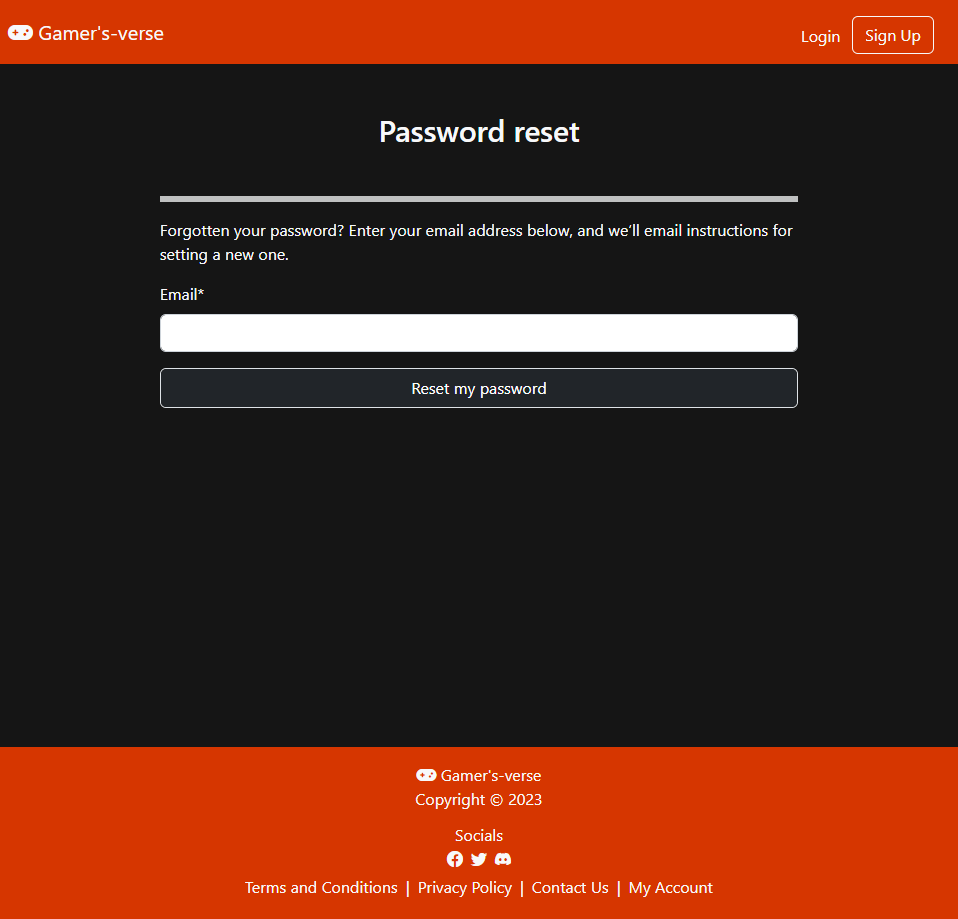 Gamer's-verse
Login
Sign Up
Password reset
Forgotten your password? Enter your email address below, and we’ll email instructions for
setting a new one.
Email*
Reset my password
Gamer's-verse
Copyright © 2023
Socials
Terms and Conditions | Privacy Policy | Contact Us | My Account